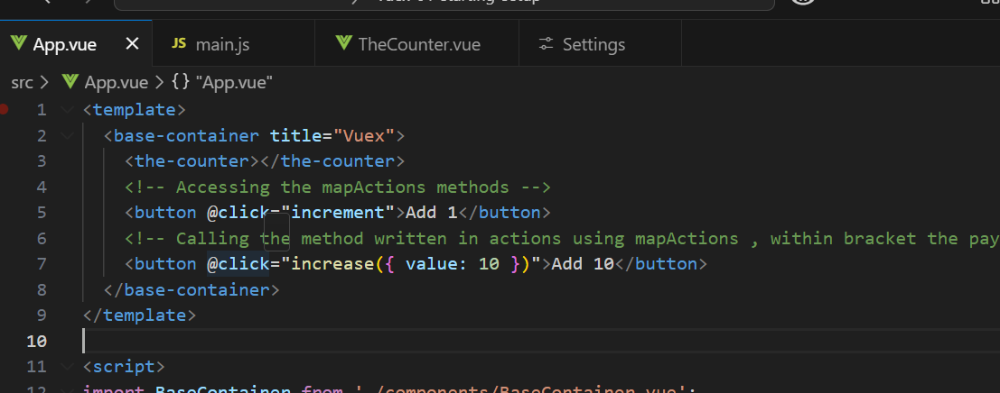 App.vue
JS main.js
TheCounter.vue
Settings
src > App.vue > {} "App.vue"
1 <template>
2 <base-container title="Vuex">
3 <the-counter></the-counter>
4 <!-- Accessing the mapActions methods -->
5 <button @click="increment">Add 1</button>
6 <!-- Calling the method written in actions using mapActions , within bracket the pay
7 <button @click="increase({ value: 10 })">Add 10</button>
8 </base-container>
9 </template>
10
11 <script>
12 import BaseContainer from './components/BaseContainer.vue';